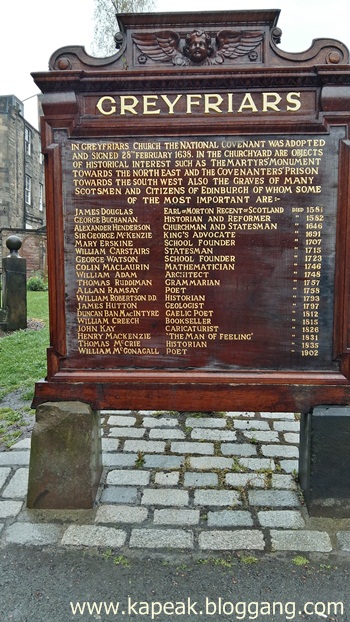 GREYFRIARS
IN GREYFRIARS CHURCH THE NATIONAL COVENANT WAS ADOPTED
AND SIGNED 28TH FEBRUARY 1638. IN THE CHURCHYARD ARE OBJECTS
OF HISTORICAL INTEREST SUCH AS THE MARTYRS' MONUMENT
TOWARDS THE NORTH EAST AND THE COVENANTERS' PRISON
TOWARDS THE SOUTH WEST ALSO THE GRAVES OF MANY
SCOTSMEN AND CITIZENS OF EDINBURGH OF WHOM SOME
OF THE MOST IMPORTANT ARE:-
JAMES DOUGLAS EARL OF MORTON REGENT OF SCOTLAND DIED 1581
GEORGE BUCHANAN HISTORIAN AND REFORMER " 1582
ALEXANDER HENDERSON CHURCHMAN AND STATESMAN " 1646
SIR GEORGE MCKENZIE KING'S ADVOCATE " 1691
MARY ERSKINE SCHOOL FOUNDER " 1707
WILLIAM CARSTAIRS STATESMAN " 1715
GEORGE WATSON SCHOOL FOUNDER " 1723
COLIN MACLAURIN MATHEMATICIAN " 1746
WILLIAM ADAM ARCHITECT " 1748
THOMAS RUDDIMAN GRAMMARIAN " 1757
ALLAN RAMSAY POET " 1758
WILLIAM ROBERTSON D.D. HISTORIAN " 1793
JAMES HUTTON GEOLOGIST " 1797
DUNCAN BAN MACINTYRE GAELIC POET " 1812
WILLIAM CREECH BOOKSELLER " 1815
JOHN KAY CARICATURIST " 1826
HENRY MACKENZIE "THE MAN OF FEELING" " 1831
THOMAS MCCRIE HISTORIAN " 1835
WILLIAM MCGONAGALL POET " 1902
www.kapeak.bloggang.com